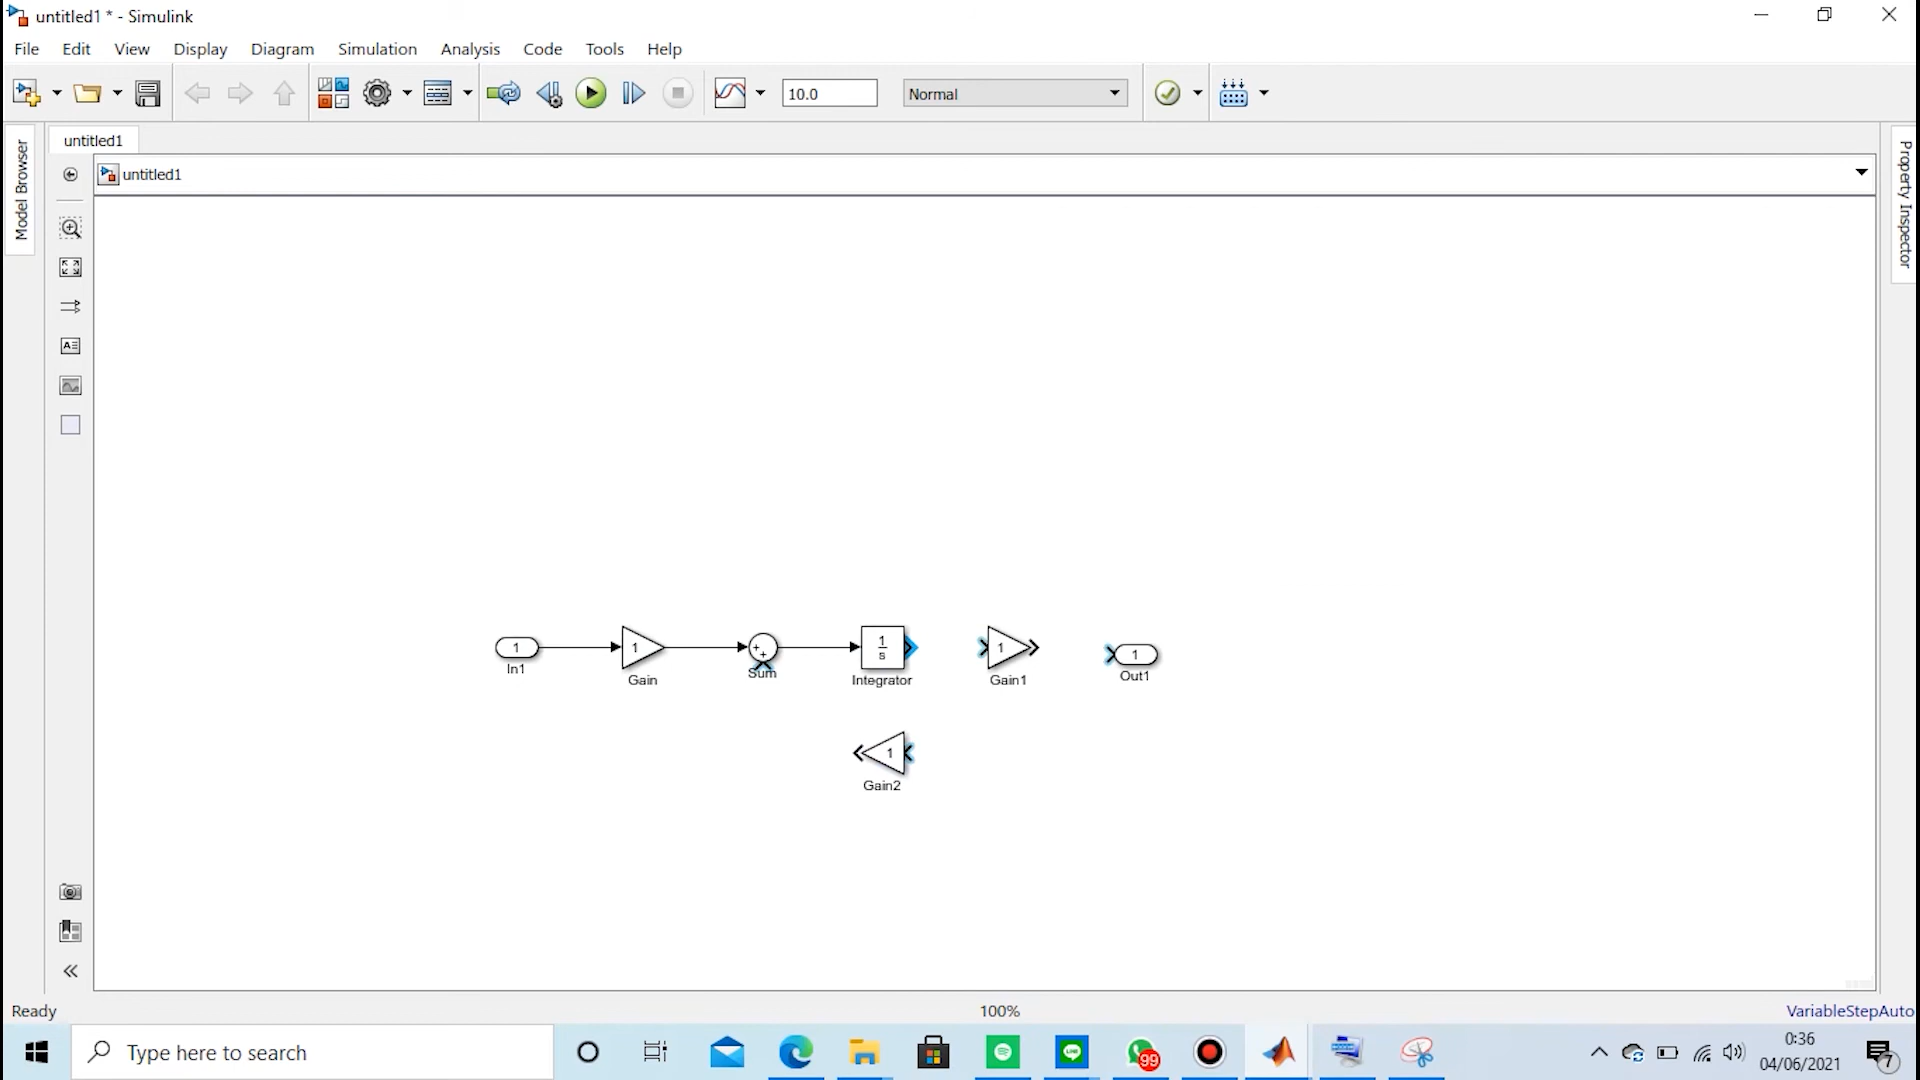 untitled1 * - Simulink
File Edit View Display Diagram Simulation Analysis Code Tools Help
10.0 Normal
Model Browser
untitled1
untitled1
Property Inspector
1 1 + + 1 s 1 1
In1 Gain Sum Integrator Gain1 Out1
1
Gain2
Ready 100% VariableStepAuto
Type here to search
99
0:36
04/06/2021
7